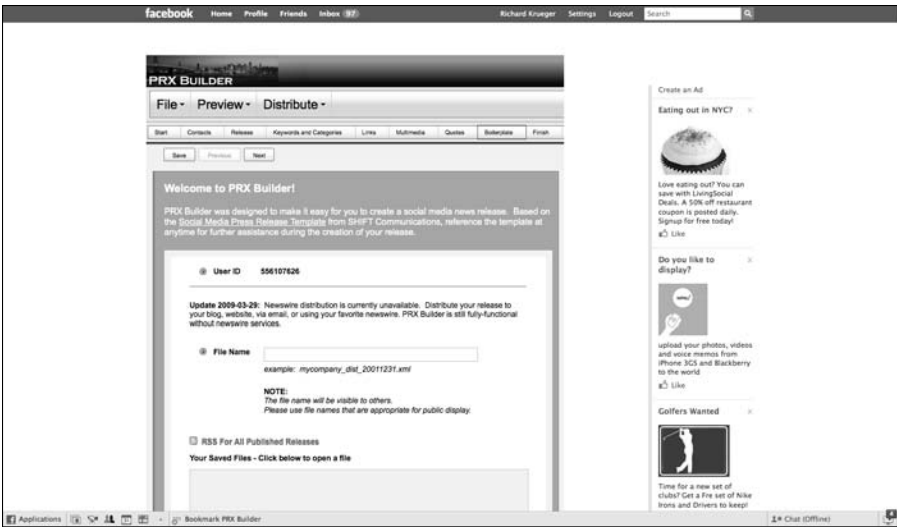 facebook Home Profile Friends Inbox 97 Richard Krueger Settings Logout Search
PRX BUILDER
File Preview Distribute
Start Contacts Release Keywords and Categories Links Multimedia Quotes Boilerplate Finish
Save Previous Next
Welcome to PRX Builder!
PRX Builder was designed to make it easy for you to create a social media news release. Based on
the Social Media Press Release Template from SHIFT Communications, reference the template at
anytime for further assistance during the creation of your release.
User ID 556107626
Update 2009-03-29: Newswire distribution is currently unavailable. Distribute your release to
your blog, website, via email, or using your favorite newswire. PRX Builder is still fully-functional
without newswire services.
File Name
example: mycompany_dist_20011231.xml
NOTE:
The file name will be visible to others.
Please use file names that are appropriate for public display.
RSS For All Published Releases
Your Saved Files - Click below to open a file
Create an Ad
Eating out in NYC?
Love eating out? You can
save with LivingSocial
Deals. A 50% off restaurant
coupon is posted daily.
Signup for free today!
Like
Do you like to
display?
upload your photos, videos
and voice memos from
iPhone 3GS and Blackberry
to the world
Like
Golfers Wanted
Time for a new set of
clubs? Get a Fre set of Nike
Irons and Drivers to keep!
Applications Bookmark PRX Builder Chat (Offline) 4